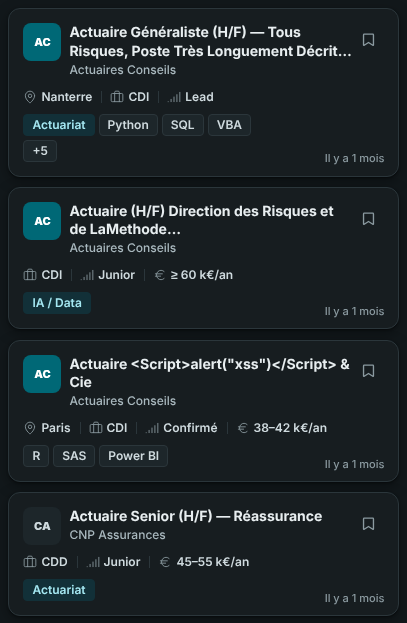 AC
Actuaire Généraliste (H/F) — Tous
Risques, Poste Très Longuement Décrit...
Actuaires Conseils
Nanterre | CDI | Lead
Actuariat Python SQL VBA
+5
Il y a 1 mois
AC
Actuaire (H/F) Direction des Risques et
de LaMethode...
Actuaires Conseils
CDI | Junior | ≥ 60 k€/an
IA / Data
Il y a 1 mois
AC
Actuaire <Script>alert("xss")</Script> &
Cie
Actuaires Conseils
Paris | CDI | Confirmé | 38–42 k€/an
R SAS Power BI
Il y a 1 mois
CA
Actuaire Senior (H/F) — Réassurance
CNP Assurances
CDD | Junior | 45–55 k€/an
Actuariat
Il y a 1 mois